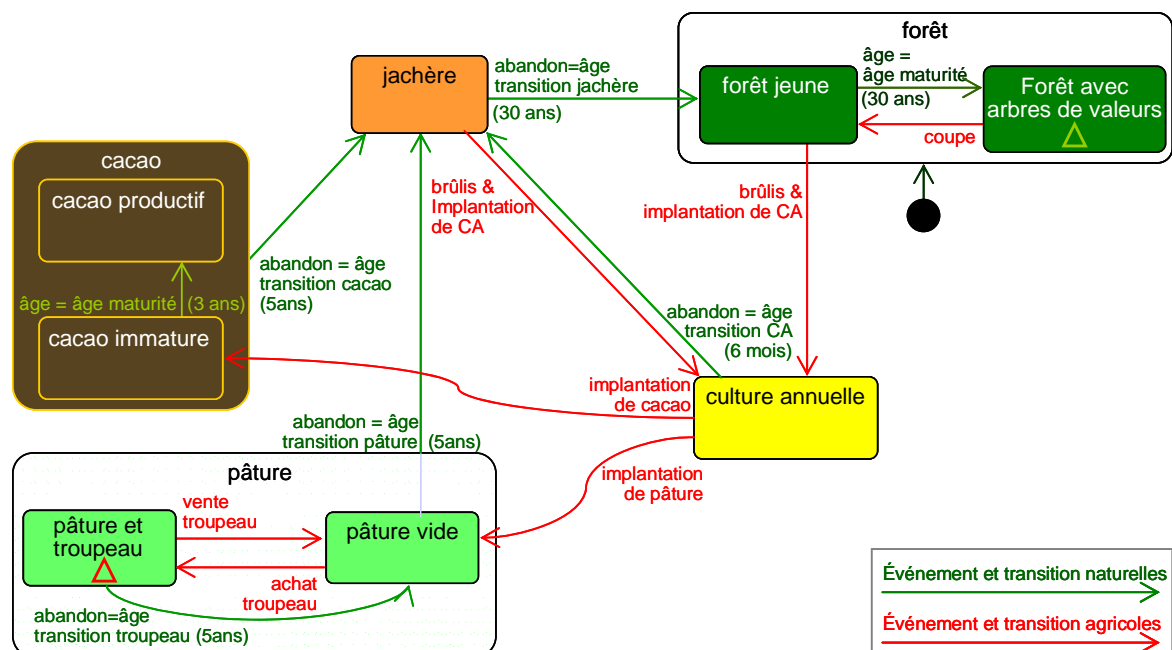 forêt
jachère
abandon=âge
transition jachère
(30 ans)
forêt jeune
âge =
âge maturité
(30 ans)
Forêt avec
arbres de valeurs
coupe
cacao
cacao productif
âge = âge maturité (3 ans)
cacao immature
abandon = âge
transition cacao
(5ans)
brûlis &
Implantation
de CA
brûlis &
implantation de CA
abandon = âge
transition CA
(6 mois)
implantation
de cacao
culture annuelle
abandon = âge
transition pâture (5ans)
implantation
de pâture
pâture
vente
troupeau
pâture et
troupeau
pâture vide
achat
troupeau
abandon=âge
transition troupeau (5ans)
Événement et transition naturelles
Événement et transition agricoles